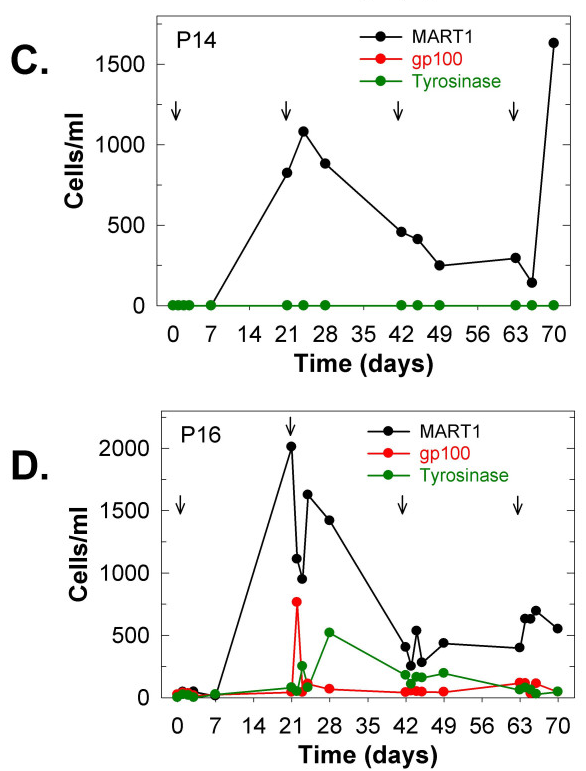 C.
P14
MART1
gp100
Tyrosinase
Cells/ml
1500
1000
500
0
0 7 14 21 28 35 42 49 56 63 70
Time (days)
D.
P16
MART1
gp100
Tyrosinase
Cells/ml
2000
1500
1000
500
0
0 7 14 21 28 35 42 49 56 63 70
Time (days)